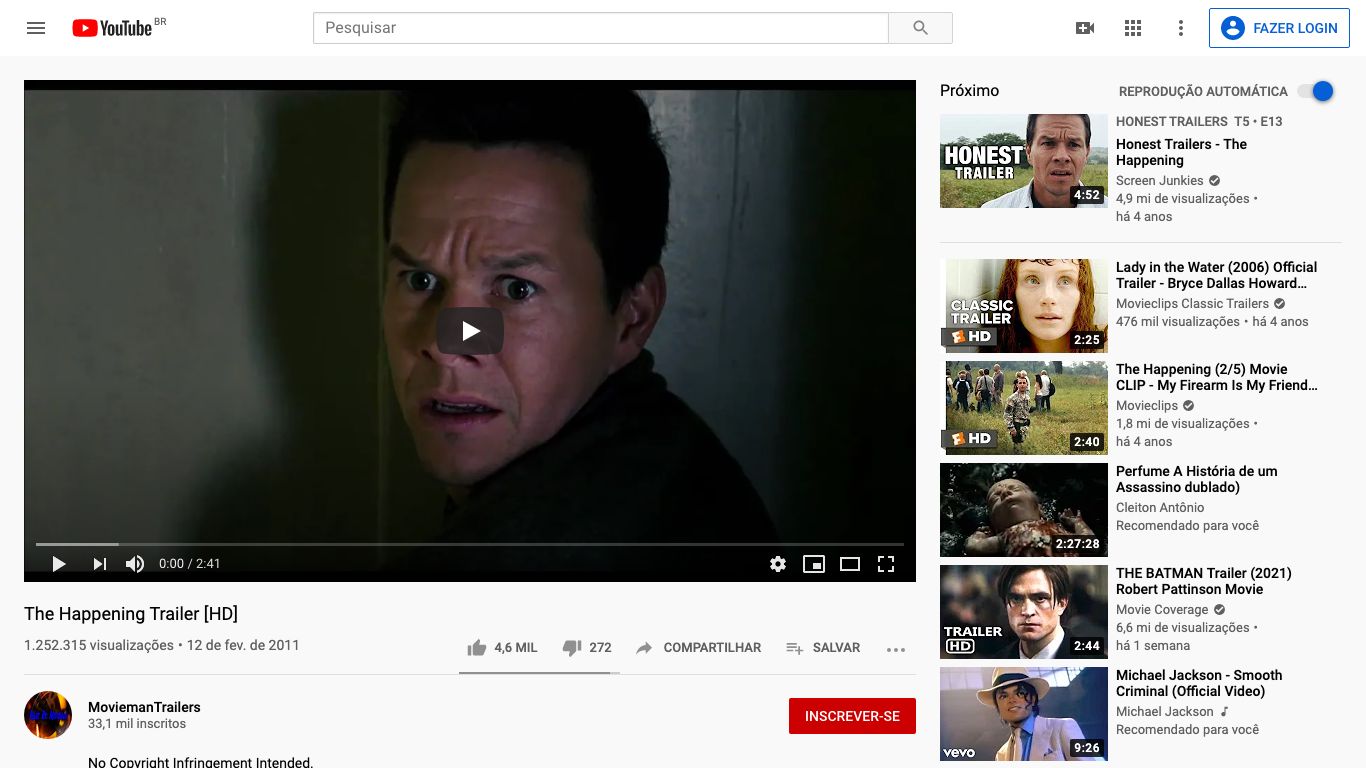 YouTube BR
Pesquisar
FAZER LOGIN
0:00 / 2:41
The Happening Trailer [HD]
1.252.315 visualizações • 12 de fev. de 2011
4,6 MIL
272
COMPARTILHAR
SALVAR
MoviemanTrailers
33,1 mil inscritos
INSCREVER-SE
No Copyright Infringement Intended.
Próximo
REPRODUÇÃO AUTOMÁTICA
HONEST
TRAILER
4:52
HONEST TRAILERS T5 • E13
Honest Trailers - The
Happening
Screen Junkies
4,9 mi de visualizações •
há 4 anos
CLASSIC
TRAILER
HD
2:25
Lady in the Water (2006) Official
Trailer - Bryce Dallas Howard…
Movieclips Classic Trailers
476 mil visualizações • há 4 anos
HD
2:40
The Happening (2/5) Movie
CLIP - My Firearm Is My Friend…
Movieclips
1,8 mi de visualizações •
há 4 anos
2:27:28
Perfume A História de um
Assassino dublado)
Cleiton Antônio
Recomendado para você
TRAILER
HD
2:44
THE BATMAN Trailer (2021)
Robert Pattinson Movie
Movie Coverage
6,6 mi de visualizações •
há 1 semana
vevo
9:26
Michael Jackson - Smooth
Criminal (Official Video)
Michael Jackson
Recomendado para você